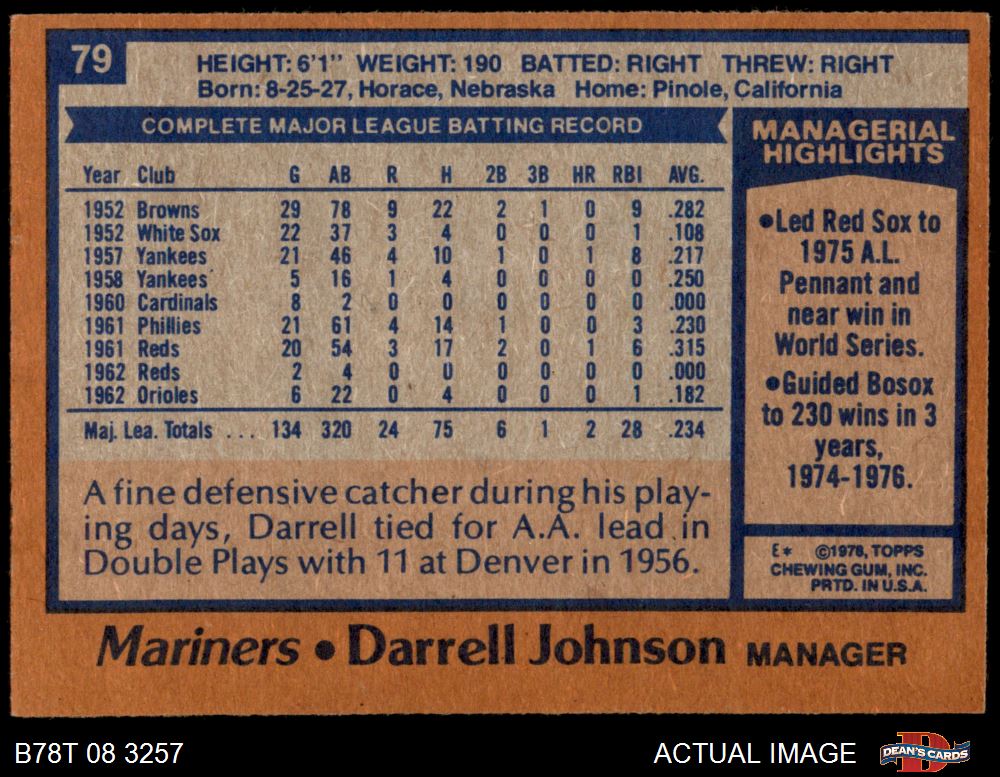 79
HEIGHT: 6'1" WEIGHT: 190 BATTED: RIGHT THREW: RIGHT
Born: 8-25-27, Horace, Nebraska Home: Pinole, California
COMPLETE MAJOR LEAGUE BATTING RECORD
Year Club G AB R H 2B 3B HR RBI AVG.
1952 Browns 29 78 9 22 2 1 0 9 .282
1952 White Sox 22 37 3 4 0 0 0 1 .108
1957 Yankees 21 46 4 10 1 0 1 8 .217
1958 Yankees 5 16 1 4 0 0 0 0 .250
1960 Cardinals 8 2 0 0 0 0 0 0 .000
1961 Phillies 21 61 4 14 1 0 0 3 .230
1961 Reds 20 54 3 17 2 0 1 6 .315
1962 Reds 2 4 0 0 0 0 0 0 .000
1962 Orioles 6 22 0 4 0 0 0 1 .182
Maj. Lea. Totals ... 134 320 24 75 6 1 2 28 .234
A fine defensive catcher during his play-
ing days, Darrell tied for A.A. lead in
Double Plays with 11 at Denver in 1956.
MANAGERIAL
HIGHLIGHTS
•Led Red Sox to
1975 A.L.
Pennant and
near win in
World Series.
•Guided Bosox
to 230 wins in 3
years,
1974-1976.
E* ©1978, TOPPS
CHEWING GUM, INC.
PRTD. IN U.S.A.
Mariners • Darrell Johnson MANAGER
B78T 08 3257
ACTUAL IMAGE
DEAN'S CARDS